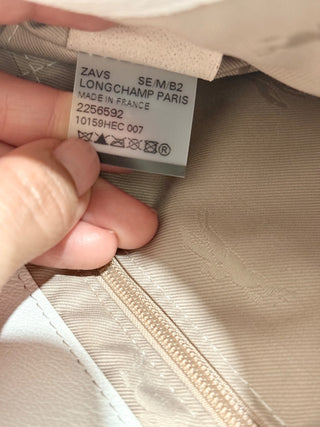 ZAVS SE/M/B2
LONGCHAMP PARIS
MADE IN FRANCE
2256592
10159HEC 007
®